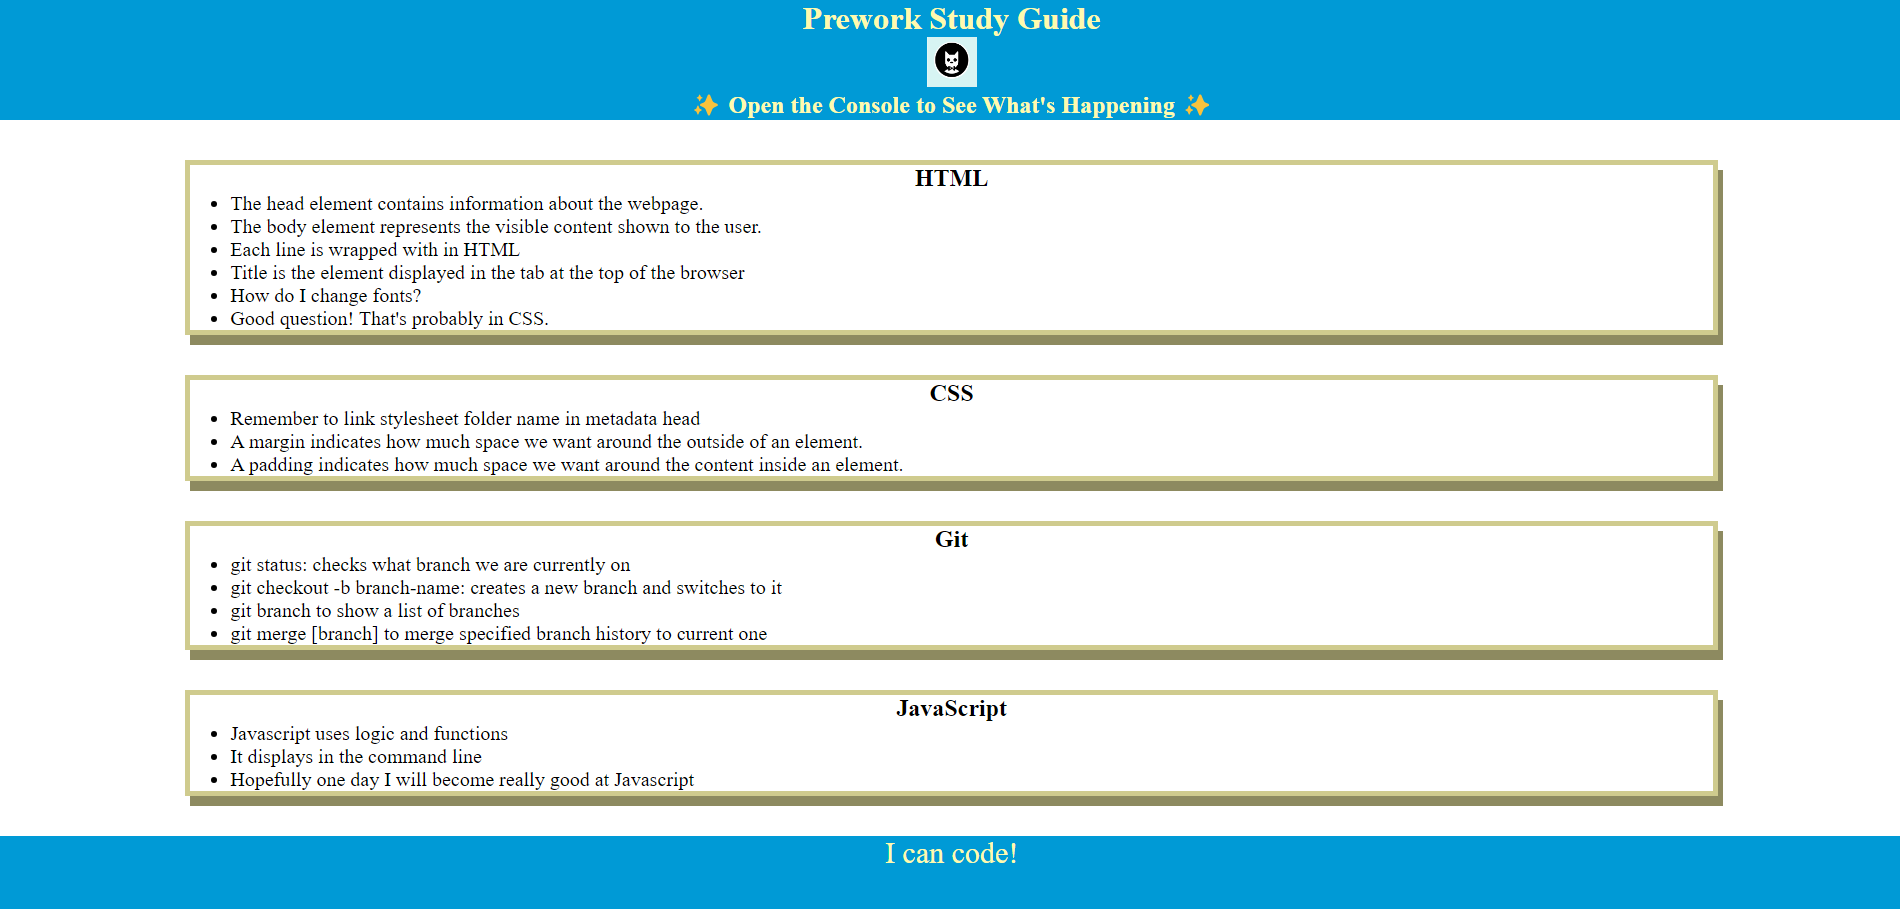 Prework Study Guide
✨ Open the Console to See What's Happening ✨
HTML
The head element contains information about the webpage.
The body element represents the visible content shown to the user.
Each line is wrapped with in HTML
Title is the element displayed in the tab at the top of the browser
How do I change fonts?
Good question! That's probably in CSS.
CSS
Remember to link stylesheet folder name in metadata head
A margin indicates how much space we want around the outside of an element.
A padding indicates how much space we want around the content inside an element.
Git
git status: checks what branch we are currently on
git checkout -b branch-name: creates a new branch and switches to it
git branch to show a list of branches
git merge [branch] to merge specified branch history to current one
JavaScript
Javascript uses logic and functions
It displays in the command line
Hopefully one day I will become really good at Javascript
I can code!